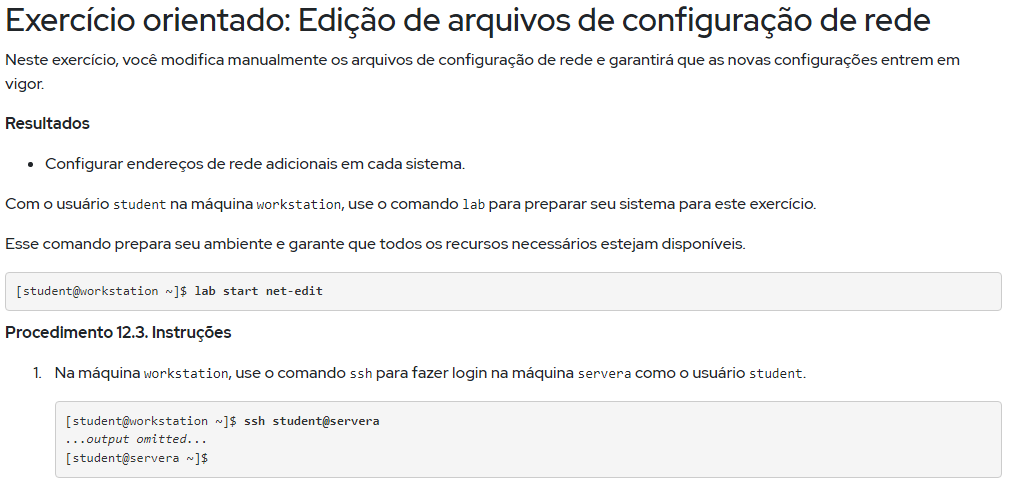 Exercício orientado: Edição de arquivos de configuração de rede
Neste exercício, você modifica manualmente os arquivos de configuração de rede e garantirá que as novas configurações entrem em
vigor.
Resultados
• Configurar endereços de rede adicionais em cada sistema.
Com o usuário student na máquina workstation, use o comando lab para preparar seu sistema para este exercício.
Esse comando prepara seu ambiente e garante que todos os recursos necessários estejam disponíveis.
[student@workstation ~]$ lab start net-edit
Procedimento 12.3. Instruções
1. Na máquina workstation, use o comando ssh para fazer login na máquina servera como o usuário student.
[student@workstation ~]$ ssh student@servera
...output omitted...
[student@servera ~]$